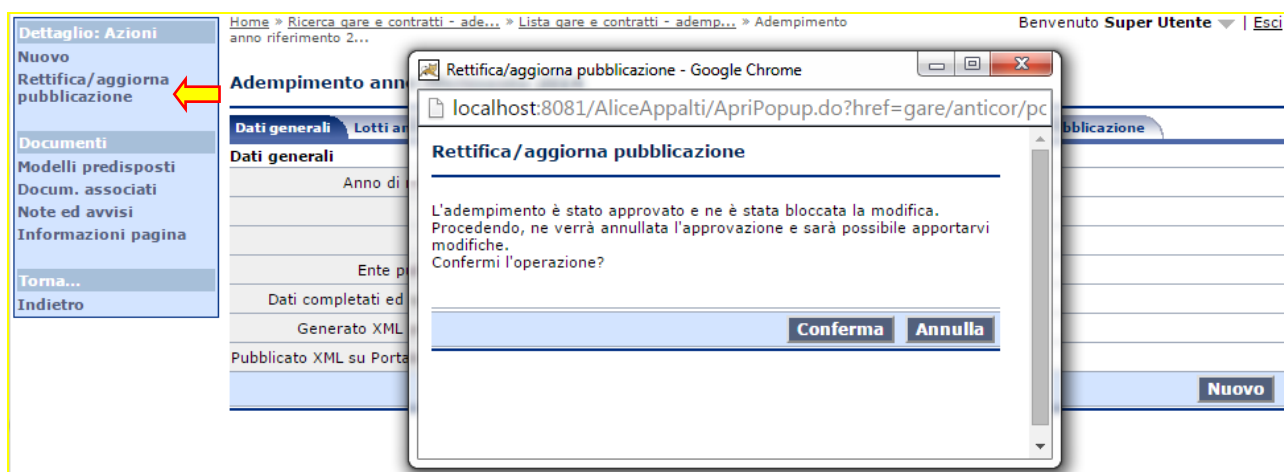 Dettaglio: Azioni
Nuovo
Rettifica/aggiorna
pubblicazione
Documenti
Modelli predisposti
Docum. associati
Note ed avvisi
Informazioni pagina
Torna...
Indietro
Home » Ricerca gare e contratti - ade... » Lista gare e contratti - ademp... » Adempimento
anno riferimento 2...
Benvenuto Super Utente | Esci
Adempimento
Dati generali Lotti
Dati generali
Anno di
Ente
Dati completati ed
Generato XML
Pubblicato XML su
Nuovo
Rettifica/aggiorna pubblicazione - Google Chrome
localhost:8081/AliceAppalti/ApriPopup.do?href=gare/anticor/pc
Rettifica/aggiorna pubblicazione
L'adempimento è stato approvato e ne è stata bloccata la modifica.
Procedendo, ne verrà annullata l'approvazione e sarà possibile apportarvi
modifiche.
Confermi l'operazione?
Conferma Annulla